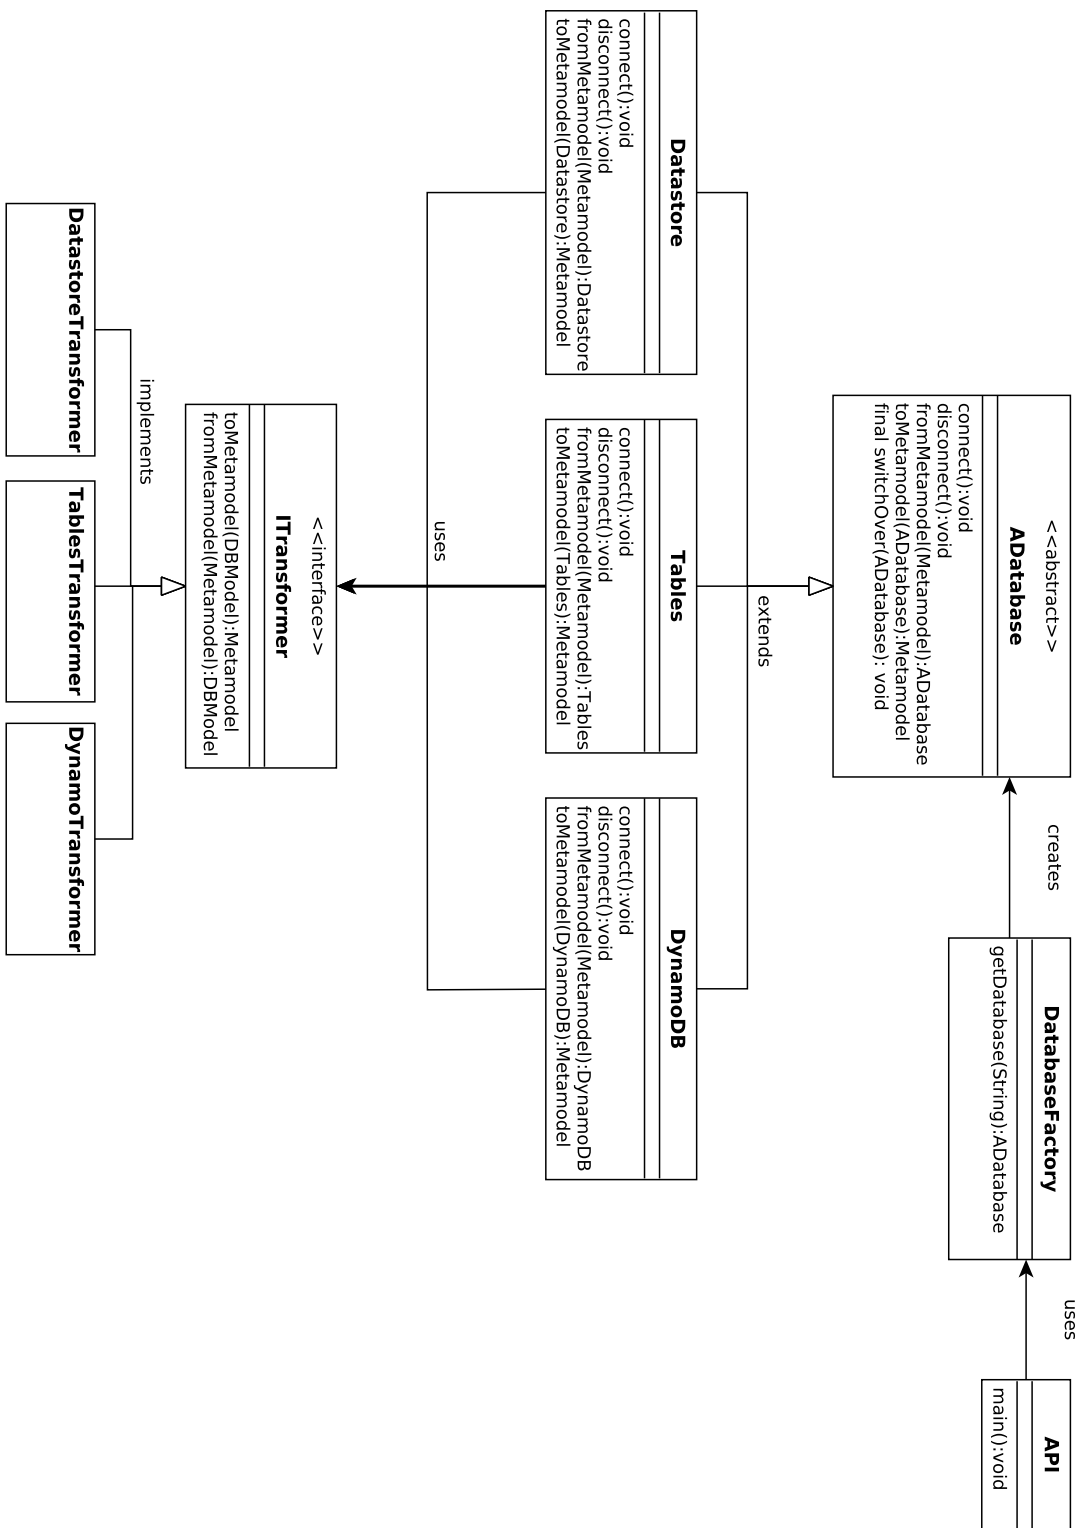 <<abstract>>
ADatabase
connect():void
disconnect():void
fromMetamodel(Metamodel):ADatabase
toMetamodel(ADatabase):Metamodel
final switchOver(ADatabase): void
creates
DatabaseFactory
getDatabase(String):ADatabase
uses
API
main():void
extends
Datastore
connect():void
disconnect():void
fromMetamodel(Metamodel):Datastore
toMetamodel(Datastore):Metamodel
Tables
connect():void
disconnect():void
fromMetamodel(Metamodel):Tables
toMetamodel(Tables):Metamodel
DynamoDB
connect():void
disconnect():void
fromMetamodel(Metamodel):DynamoDB
toMetamodel(DynamoDB):Metamodel
uses
<<interface>>
ITransformer
toMetamodel(DBModel):Metamodel
fromMetamodel(Metamodel):DBModel
implements
DatastoreTransformer
TablesTransformer
DynamoTransformer